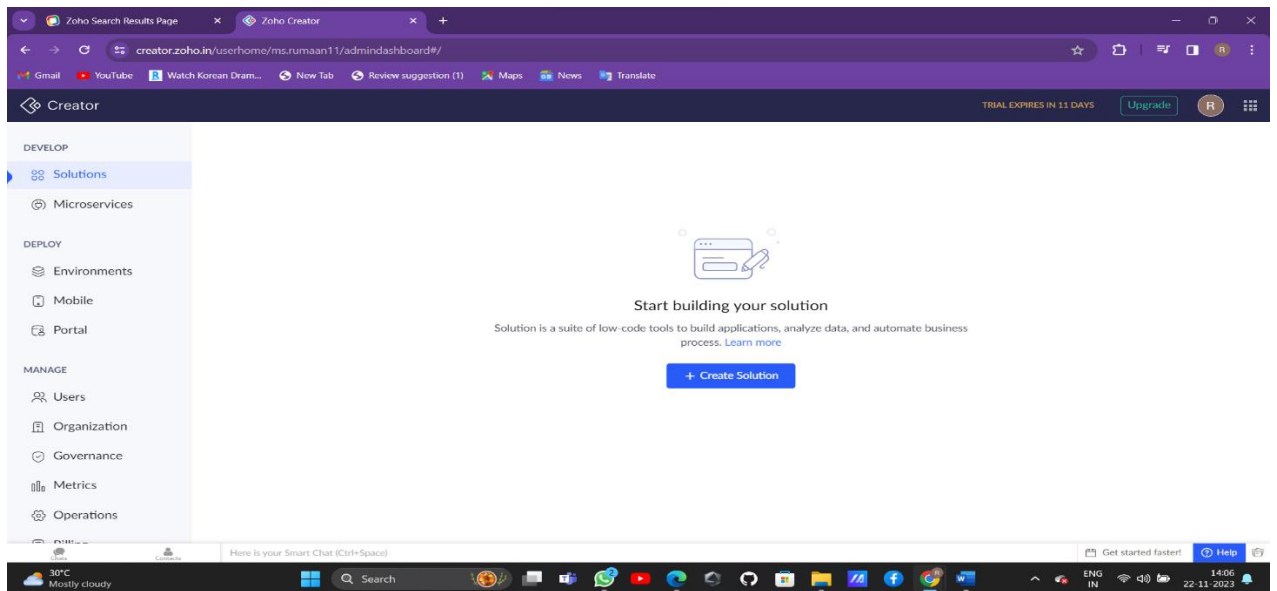 Zoho Search Results Page
Zoho Creator
creator.zoho.in/userhome/ms.rumaan11/admindashboard#/
R
Gmail
YouTube
Watch Korean Dram...
New Tab
Review suggestion (1)
Maps
News
Translate
Creator
TRIAL EXPIRES IN 11 DAYS
Upgrade
R
DEVELOP
Solutions
Microservices
DEPLOY
Environments
Mobile
Portal
MANAGE
Users
Organization
Governance
Metrics
Operations
Start building your solution
Solution is a suite of low-code tools to build applications, analyze data, and automate business
process. Learn more
+ Create Solution
Chats
Contacts
Here is your Smart Chat (Ctrl+Space)
Get started faster!
Help
30°C
Mostly cloudy
Search
ENG
IN
14:06
22-11-2023